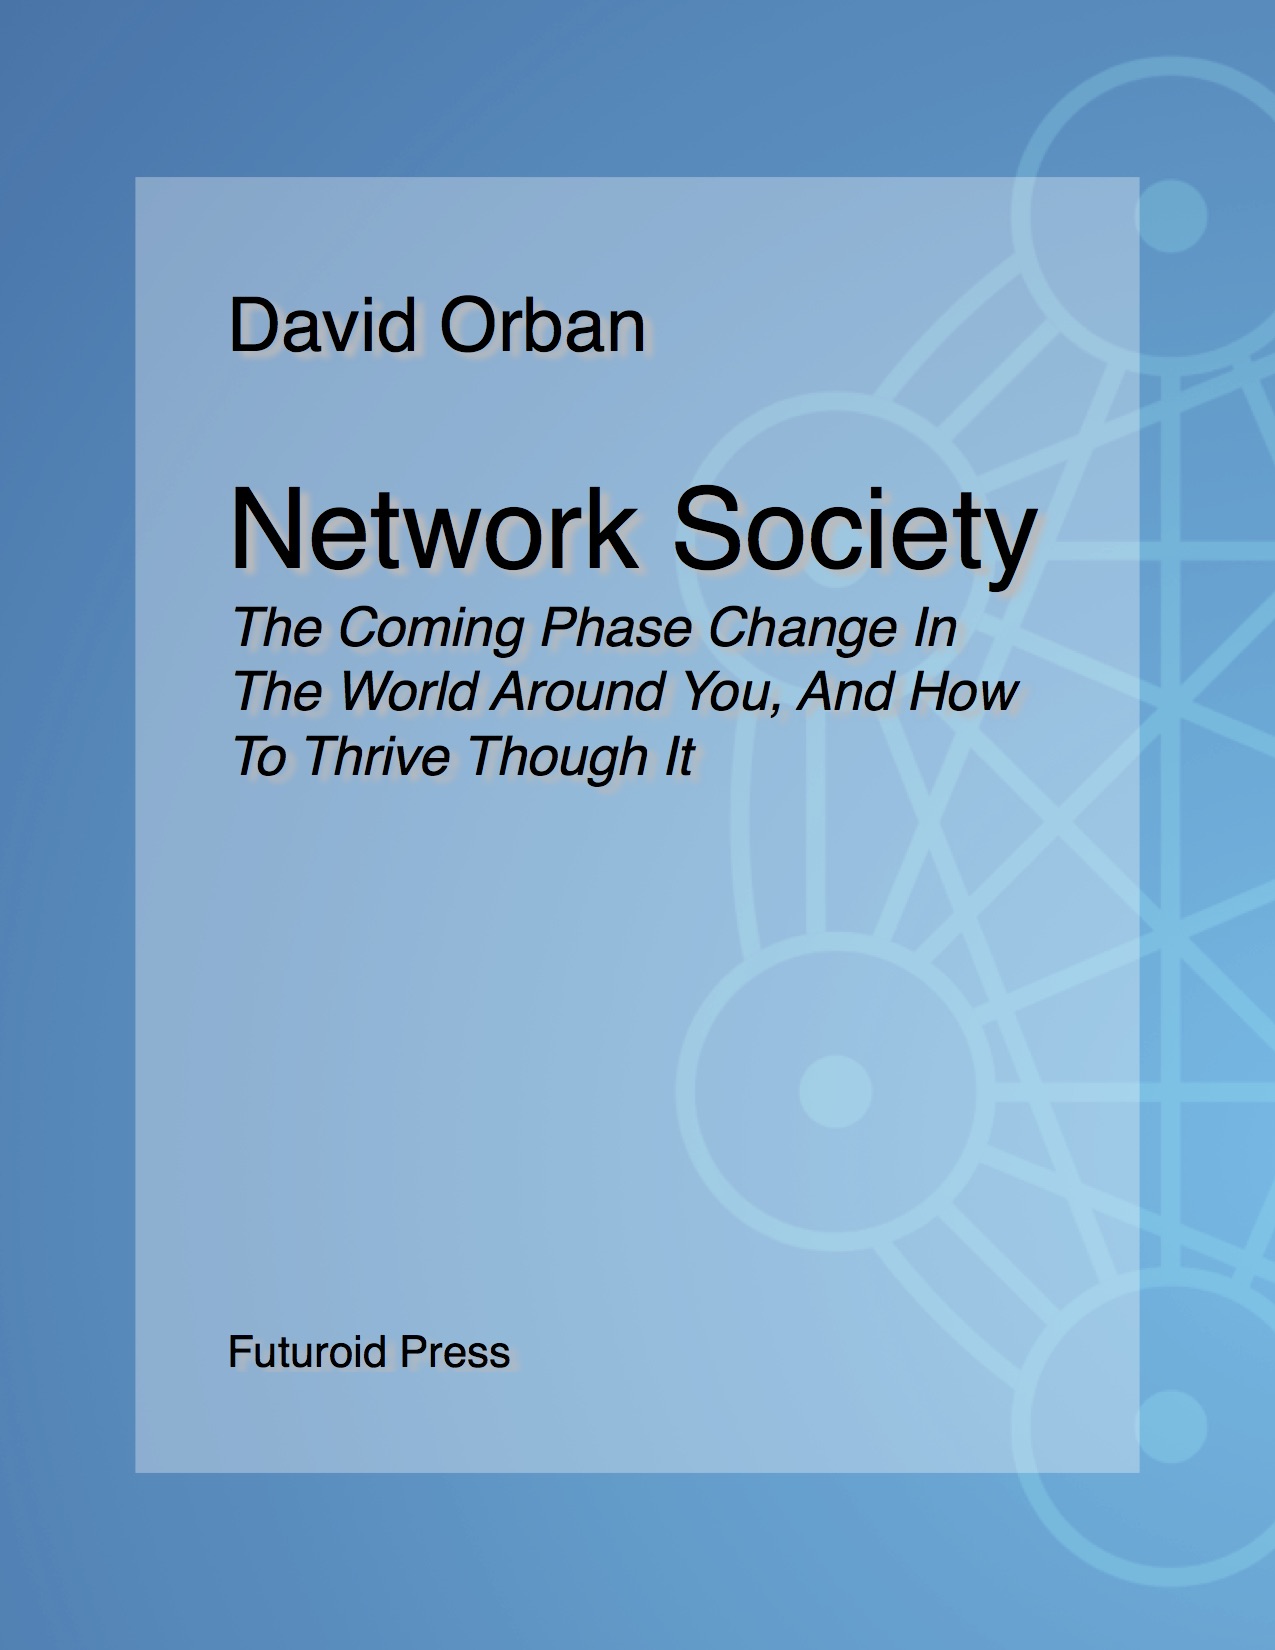 David Orban
Network Society
The Coming Phase Change In
The World Around You, And How
To Thrive Though It
Futuroid Press